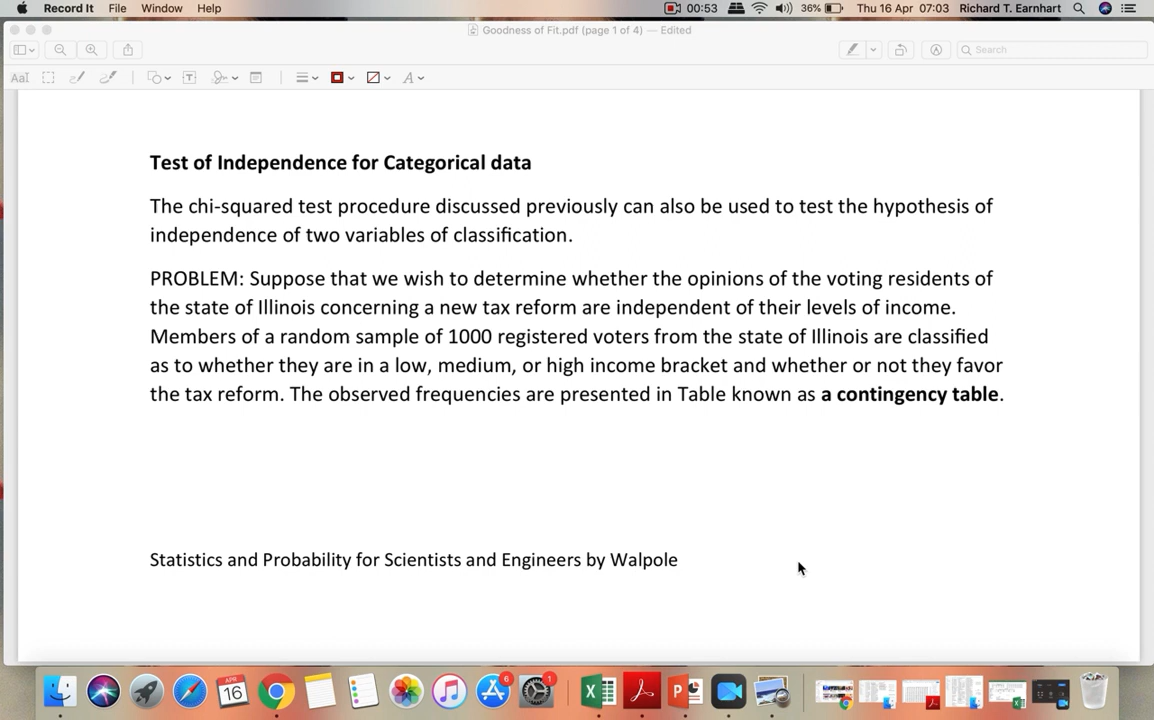 Record It File Window Help 00:53 36% Thu 16 Apr 07:03 Richard T. Earnhart
Goodness of Fit.pdf (page 1 of 4) — Edited
Search
AaI T A
Test of Independence for Categorical data
The chi-squared test procedure discussed previously can also be used to test the hypothesis of
independence of two variables of classification.
PROBLEM: Suppose that we wish to determine whether the opinions of the voting residents of
the state of Illinois concerning a new tax reform are independent of their levels of income.
Members of a random sample of 1000 registered voters from the state of Illinois are classified
as to whether they are in a low, medium, or high income bracket and whether or not they favor
the tax reform. The observed frequencies are presented in Table known as a contingency table.
Statistics and Probability for Scientists and Engineers by Walpole
APR
16
6
1